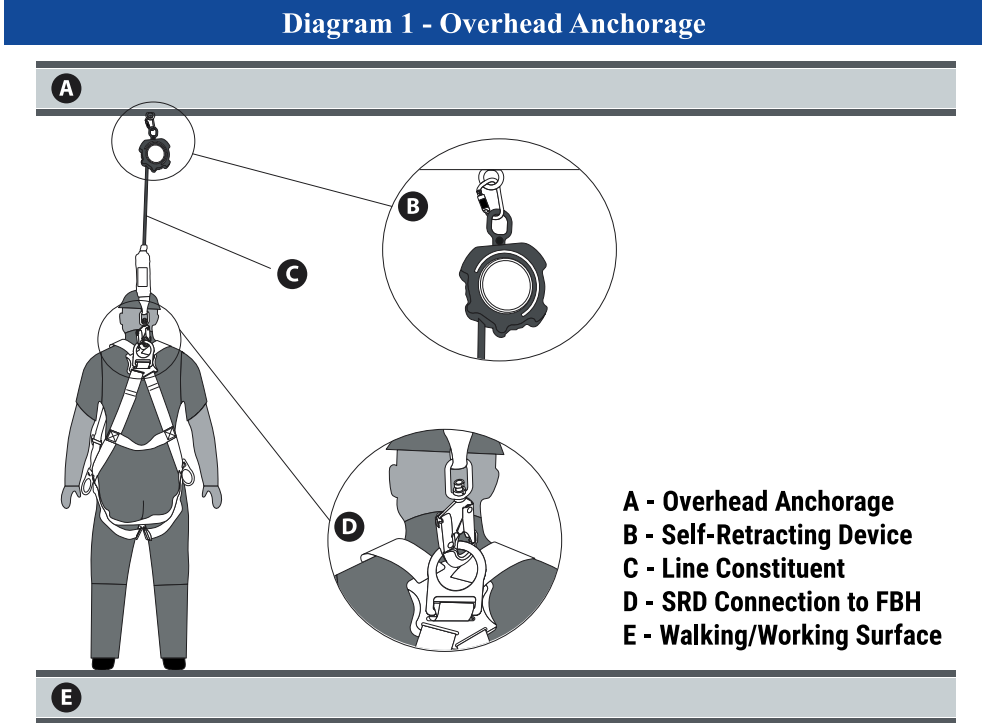 Diagram 1 - Overhead Anchorage
A
B
C
D
A - Overhead Anchorage
B - Self-Retracting Device
C - Line Constituent
D - SRD Connection to FBH
E - Walking/Working Surface
E